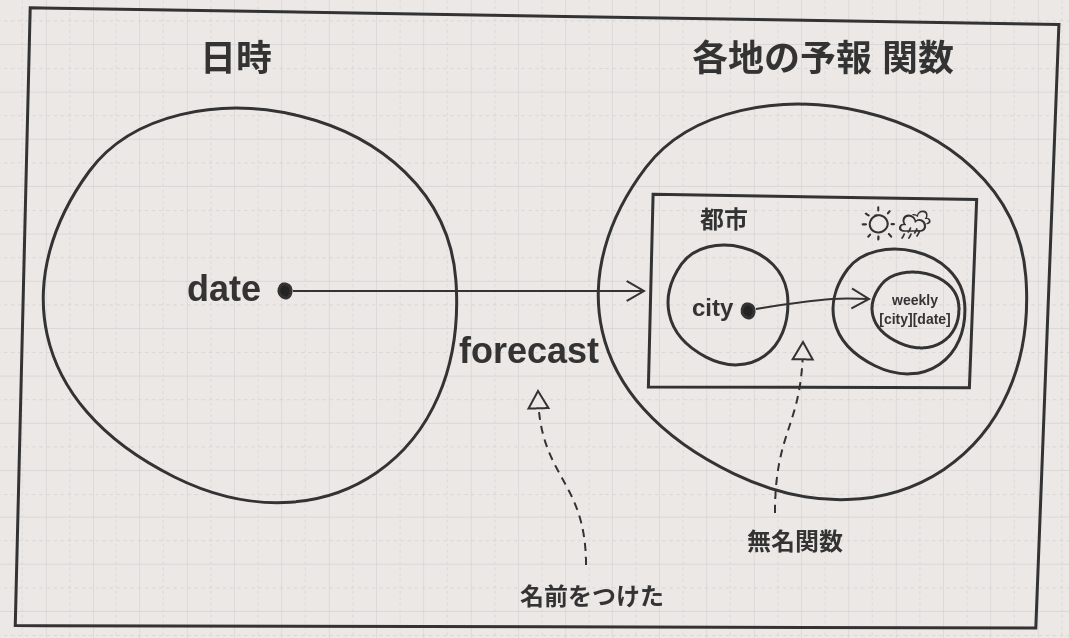 日時
各地の予報 関数
都市
date
city
weekly
[city][date]
forecast
無名関数
名前をつけた